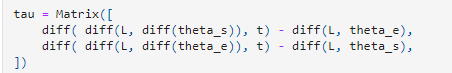 tau = Matrix([
    diff( diff(L, diff(theta_s)), t) - diff(L, theta_e),
    diff( diff(L, diff(theta_e)), t) - diff(L, theta_s),
])